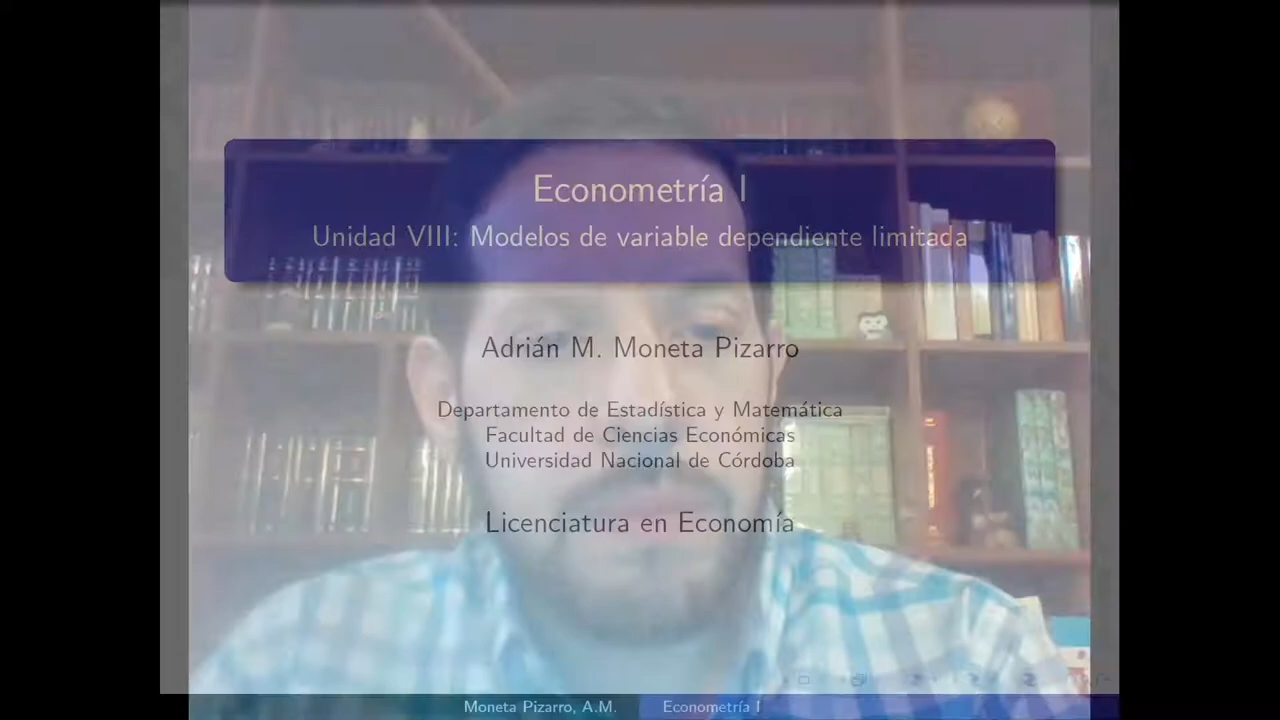 Econometría I
Unidad VIII: Modelos de variable dependiente limitada
Adrián M. Moneta Pizarro
Departamento de Estadística y Matemática
Facultad de Ciencias Económicas
Universidad Nacional de Córdoba
Licenciatura en Economía
Moneta Pizarro, A.M. Econometría I